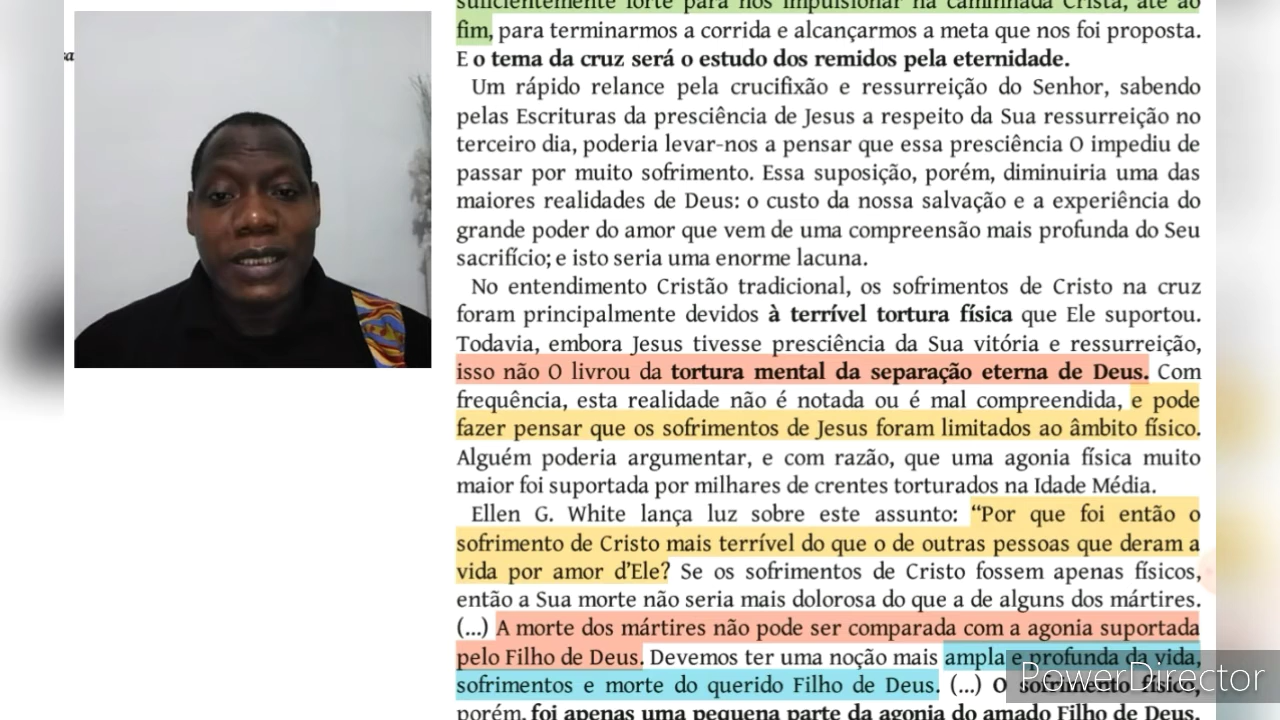 suficientemente forte para nos impulsionar na caminhada Cristã, até ao
fim, para terminarmos a corrida e alcançarmos a meta que nos foi proposta.
E o tema da cruz será o estudo dos remidos pela eternidade.
Um rápido relance pela crucifixão e ressurreição do Senhor, sabendo
pelas Escrituras da presciência de Jesus a respeito da Sua ressurreição no
terceiro dia, poderia levar-nos a pensar que essa presciência O impediu de
passar por muito sofrimento. Essa suposição, porém, diminuiria uma das
maiores realidades de Deus: o custo da nossa salvação e a experiência do
grande poder do amor que vem de uma compreensão mais profunda do Seu
sacrifício; e isto seria uma enorme lacuna.
No entendimento Cristão tradicional, os sofrimentos de Cristo na cruz
foram principalmente devidos à terrível tortura física que Ele suportou.
Todavia, embora Jesus tivesse presciência da Sua vitória e ressurreição,
isso não O livrou da tortura mental da separação eterna de Deus. Com
frequência, esta realidade não é notada ou é mal compreendida, e pode
fazer pensar que os sofrimentos de Jesus foram limitados ao âmbito físico.
Alguém poderia argumentar, e com razão, que uma agonia física muito
maior foi suportada por milhares de crentes torturados na Idade Média.
Ellen G. White lança luz sobre este assunto: “Por que foi então o
sofrimento de Cristo mais terrível do que o de outras pessoas que deram a
vida por amor d’Ele? Se os sofrimentos de Cristo fossem apenas físicos,
então a Sua morte não seria mais dolorosa do que a de alguns dos mártires.
(...) A morte dos mártires não pode ser comparada com a agonia suportada
pelo Filho de Deus. Devemos ter uma noção mais ampla e profunda da vida,
sofrimentos e morte do querido Filho de Deus. (...) O sofrimento físico,
porém, foi apenas uma pequena parte da agonia do amado Filho de Deus.
PowerDirector